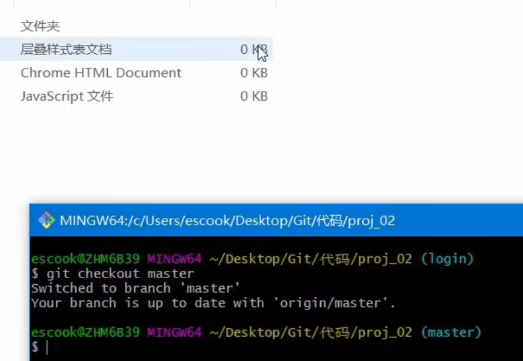 文件夹
层叠样式表文档 0 KB
Chrome HTML Document 0 KB
JavaScript 文件 0 KB
MINGW64:/c/Users/escook/Desktop/Git/代码/proj_02
escook@ZHM6B39 MINGW64 ~/Desktop/Git/代码/proj_02 (login)
$ git checkout master
Switched to branch 'master'
Your branch is up to date with 'origin/master'.
escook@ZHM6B39 MINGW64 ~/Desktop/Git/代码/proj_02 (master)
$